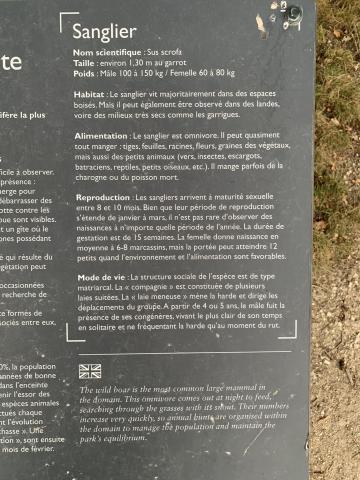 Sanglier
Nom scientifique : Sus scrofa
Taille : environ 1,30 m au garrot
Poids : Mâle 100 à 150 kg / Femelle 60 à 80 kg
Habitat : Le sanglier vit majoritairement dans des espaces
boisés. Mais il peut également être observé dans des landes,
voire des milieux très secs comme les garrigues.
Alimentation : Le sanglier est omnivore. Il peut quasiment
tout manger : tiges, feuilles, racines, fleurs, graines des végétaux,
mais aussi des petits animaux (vers, insectes, escargots,
batraciens, reptiles, petits oiseaux, etc.). Il mange parfois de la
charogne ou du poisson mort.
Reproduction : Les sangliers arrivent à maturité sexuelle
entre 8 et 10 mois. Bien que leur période de reproduction
s'étende de janvier à mars, il n'est pas rare d'observer des
naissances à n'importe quelle période de l'année. La durée de
gestation est de 15 semaines. La femelle donne naissance en
moyenne à 6-8 marcassins, mais la portée peut atteindre 12
petits quand l'environnement et l'alimentation sont favorables.
Mode de vie : La structure sociale de l'espèce est de type
matriarcal. La « compagnie » est constituée de plusieurs
laies suitées. La « laie meneuse » mène la harde et dirige les
déplacements du groupe. A partir de 4 ou 5 ans, le mâle fuit la
présence de ses congénères, vivant le plus clair de son temps
en solitaire et ne fréquentant la harde qu'au moment du rut.
The wild boar is the most common large mammal in
the domain. This omnivore comes out at night to feed,
searching through the grasses with its snout. Their numbers
increase very quickly, so annual hunts are organised within
the domain to manage the population and maintain the
park's equilibrium.
te
ifère la plus
s
ficile à observer.
présence :
erge pour
débarrasser des
otte contre les
oue sont visibles.
t un gîte où le
ones possédant
é qui résulte du
égétation peut
occasionnées
recherche de
te formes de
ociés entre eux,
0%, la population
années de bonne
dans l'enceinte
enir l'essor des
espèces animales
ctués chaque
nt l'évolution
chasse ». Une
tion », sont ensuite
mois de février.